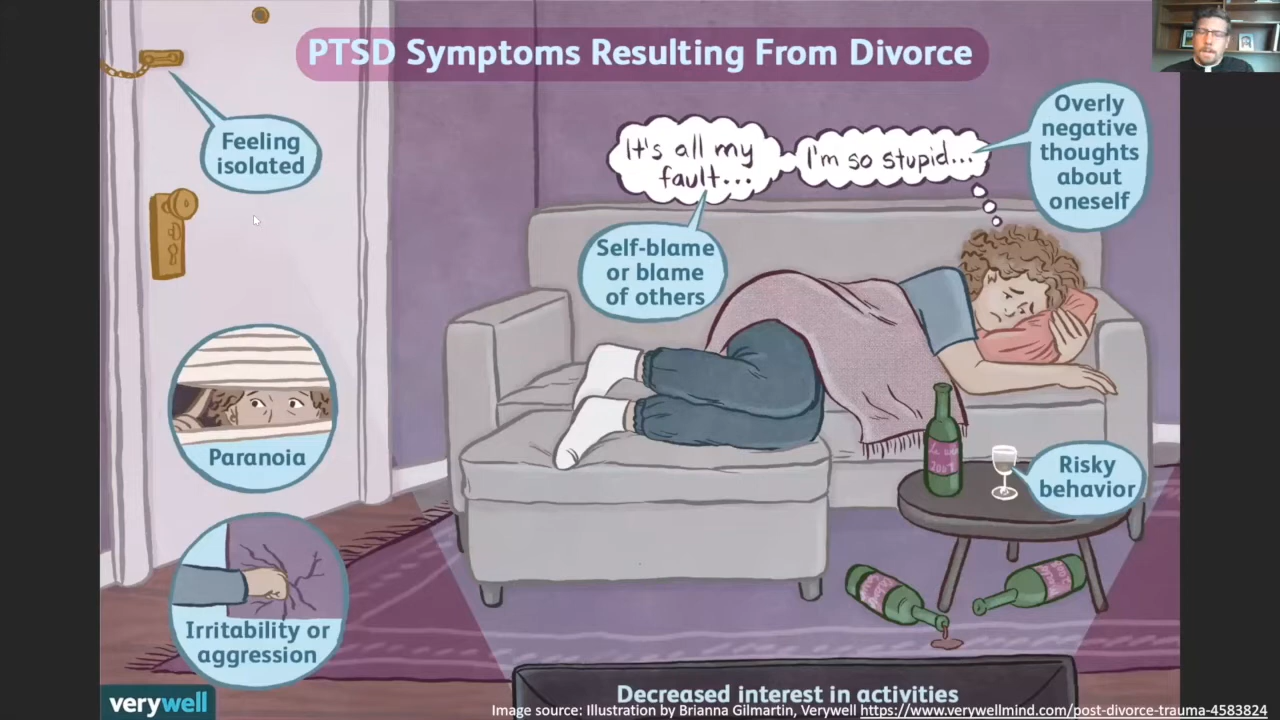 PTSD Symptoms Resulting From Divorce
Feeling
isolated
It's all my
fault...
I'm so stupid...
Overly
negative
thoughts
about
oneself
Self-blame
or blame
of others
Paranoia
Risky
behavior
Irritability or
aggression
2007
Decreased interest in activities
verywell
Image source: Illustration by Brianna Gilmartin, Verywell https://www.verywellmind.com/post-divorce-trauma-4583824